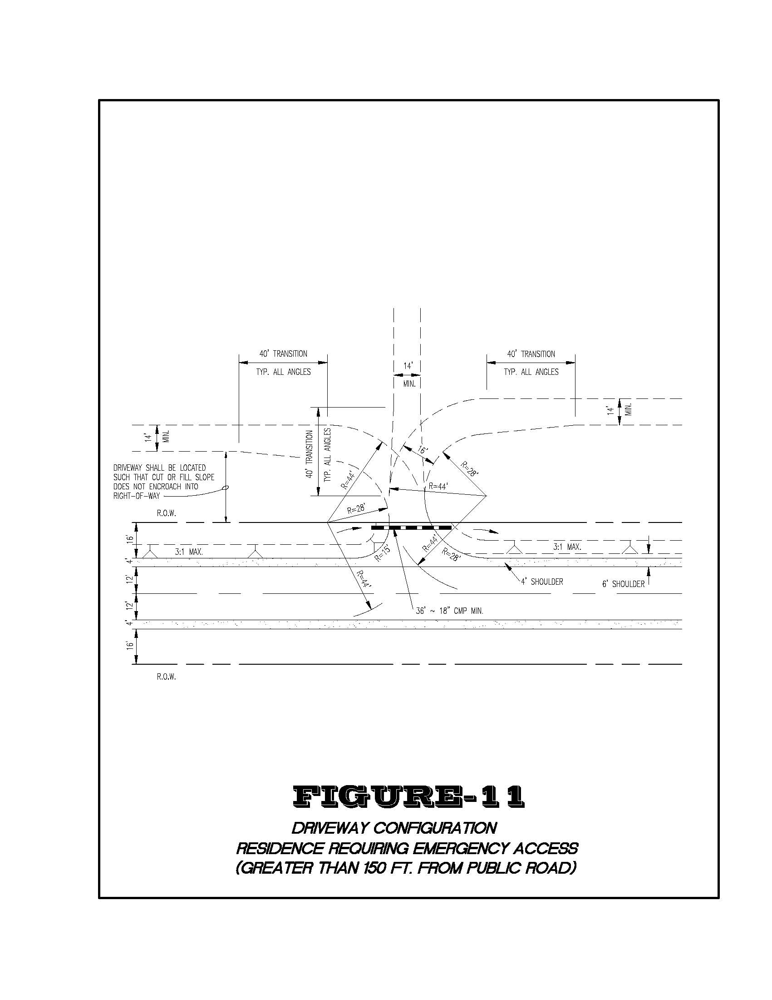 40' TRANSITION
TYP. ALL ANGLES
14'
MIN.
40' TRANSITION
TYP. ALL ANGLES
14'
MIN.
14'
MIN.
40' TRANSITION
TYP. ALL ANGLES
16'
R=28'
R=44'
R=44'
R=28'
DRIVEWAY SHALL BE LOCATED
SUCH THAT CUT OR FILL SLOPE
DOES NOT ENCROACH INTO
RIGHT-OF-WAY
R.O.W.
16'
3:1 MAX.
R=15'
R=44'
R=28'
3:1 MAX.
4'
12'
R=44'
4' SHOULDER
6' SHOULDER
12'
36' ~ 18" CMP MIN.
4'
16'
R.O.W.
FIGURE-11
DRIVEWAY CONFIGURATION
RESIDENCE REQUIRING EMERGENCY ACCESS
(GREATER THAN 150 FT. FROM PUBLIC ROAD)